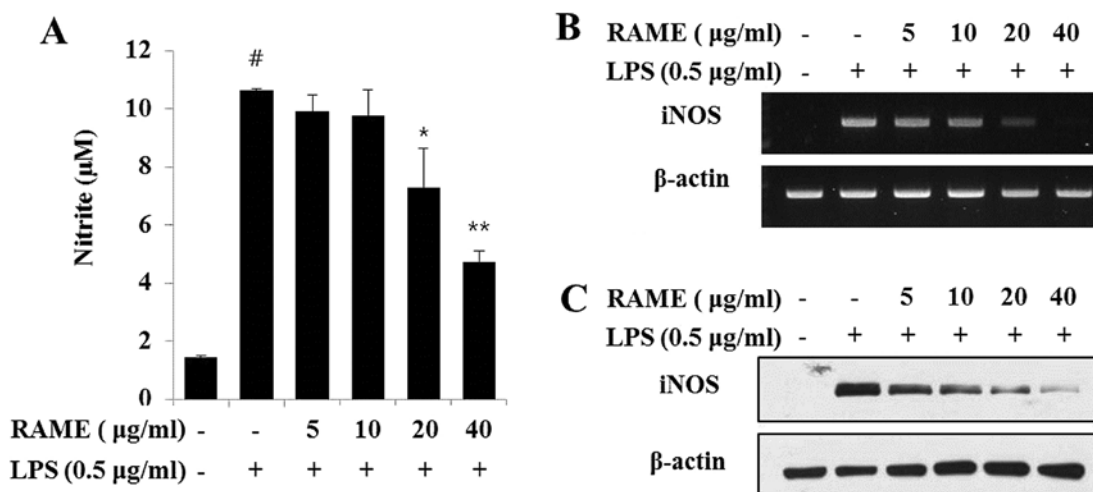 A
Nitrite (μM)
12
10
8
6
4
2
0
#
*
**
RAME ( μg/ml) - - 5 10 20 40
LPS (0.5 μg/ml) - + + + + +
B
RAME ( μg/ml) - - 5 10 20 40
LPS (0.5 μg/ml) - + + + + +
iNOS
β-actin
C
RAME ( μg/ml) - - 5 10 20 40
LPS (0.5 μg/ml) - + + + + +
iNOS
β-actin